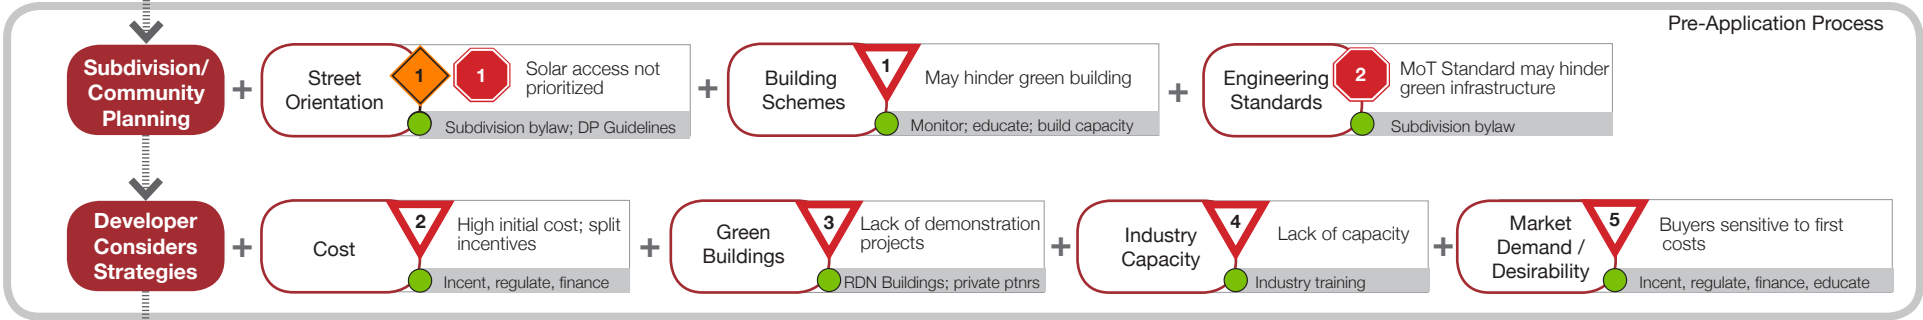 Pre-Application Process
Subdivision/
Community
Planning
+
Street
Orientation
1
1
Solar access not
prioritized
Subdivision bylaw; DP Guidelines
+
Building
Schemes
1
May hinder green building
Monitor; educate; build capacity
+
Engineering
Standards
2
MoT Standard may hinder
green infrastructure
Subdivision bylaw
Developer
Considers
Strategies
+
Cost
2
High initial cost; split
incentives
Incent, regulate, finance
+
Green
Buildings
3
Lack of demonstration
projects
RDN Buildings; private ptnrs
+
Industry
Capacity
4
Lack of capacity
Industry training
+
Market
Demand /
Desirability
5
Buyers sensitive to first
costs
Incent, regulate, finance, educate